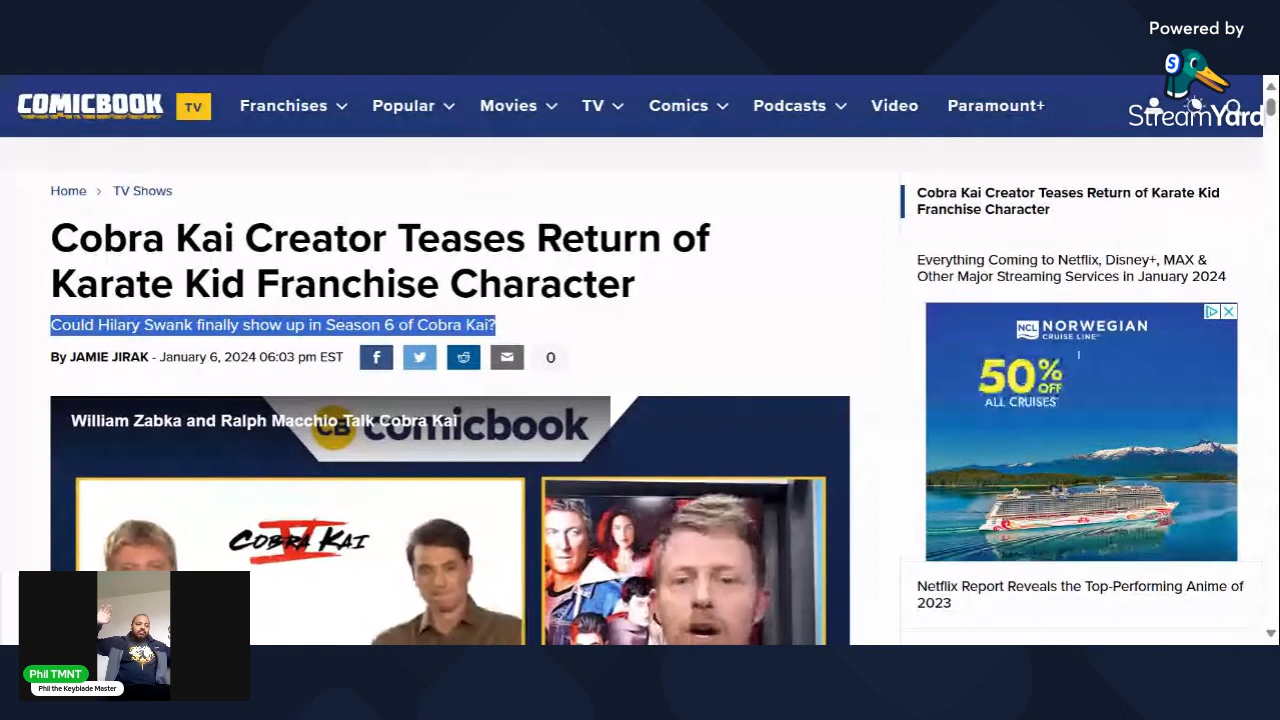 Powered by
S
StreamYard
COMICBOOK TV Franchises Popular Movies TV Comics Podcasts Video Paramount+
Home > TV Shows
Cobra Kai Creator Teases Return of
Karate Kid Franchise Character
Could Hilary Swank finally show up in Season 6 of Cobra Kai?
By JAMIE JIRAK - January 6, 2024 06:03 pm EST
0
William Zabka and Ralph Macchio Talk Cobra Kai
CB comicbook
V
COBRA KAI
Phil TMNT
Phil the Keyblade Master
Cobra Kai Creator Teases Return of Karate Kid
Franchise Character
Everything Coming to Netflix, Disney+, MAX &
Other Major Streaming Services in January 2024
NCL NORWEGIAN
CRUISE LINE
50% OFF
ALL CRUISES
Netflix Report Reveals the Top-Performing Anime of
2023